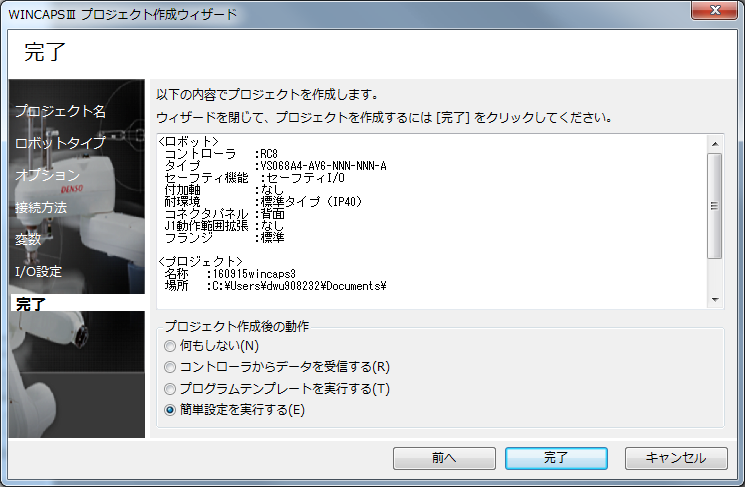 WINCAPSⅢ プロジェクト作成ウィザード
完了
プロジェクト名
ロボットタイプ
オプション
接続方法
変数
I/O設定
完了
DENSO
以下の内容でプロジェクトを作成します。
ウィザードを閉じて、プロジェクトを作成するには [完了] をクリックしてください。
<ロボット>
コントローラ :RC8
タイプ :VS068A4-AV6-NNN-NNN-A
セーフティ機能 :セーフティI/O
付加軸 :なし
耐環境 :標準タイプ (IP40)
コネクタパネル :背面
J1動作範囲拡張 :なし
フランジ :標準
<プロジェクト>
名称 :160915wincaps3
場所 :C:¥Users¥dwu908232¥Documents¥
プロジェクト作成後の動作
何もしない(N)
コントローラからデータを受信する(R)
プログラムテンプレートを実行する(T)
簡単設定を実行する(E)
前へ
完了
キャンセル